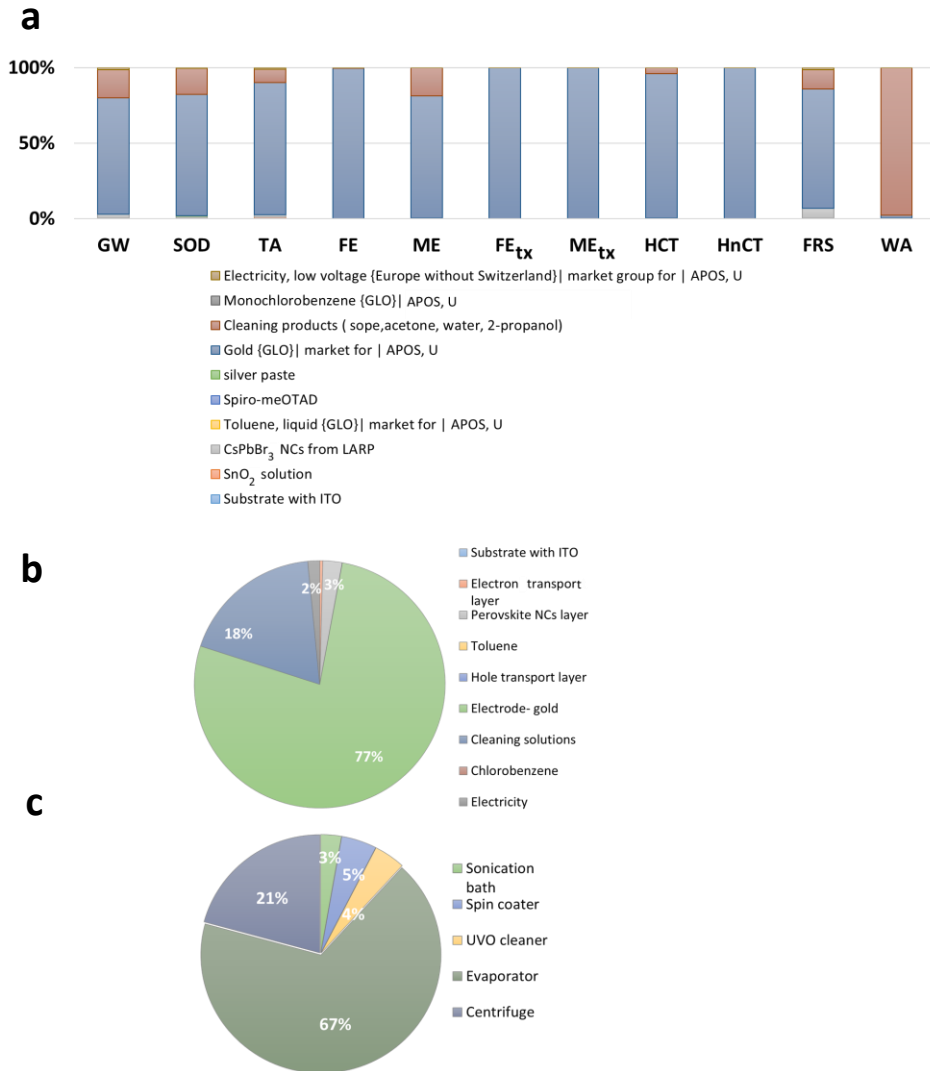 a
100%
50%
0%
GW SOD TA FE ME FEtx MEtx HCT HnCT FRS WA
Electricity, low voltage {Europe without Switzerland}| market group for | APOS, U
Monochlorobenzene {GLO}| APOS, U
Cleaning products ( sope,acetone, water, 2-propanol)
Gold {GLO}| market for | APOS, U
silver paste
Spiro-meOTAD
Toluene, liquid {GLO}| market for | APOS, U
CsPbBr3 NCs from LARP
SnO2 solution
Substrate with ITO
b
2% 3%
18%
77%
Substrate with ITO
Electron transport
layer
Perovskite NCs layer
Toluene
Hole transport layer
Electrode- gold
Cleaning solutions
Chlorobenzene
Electricity
c
3%
5%
4%
21%
67%
Sonication
bath
Spin coater
UVO cleaner
Evaporator
Centrifuge